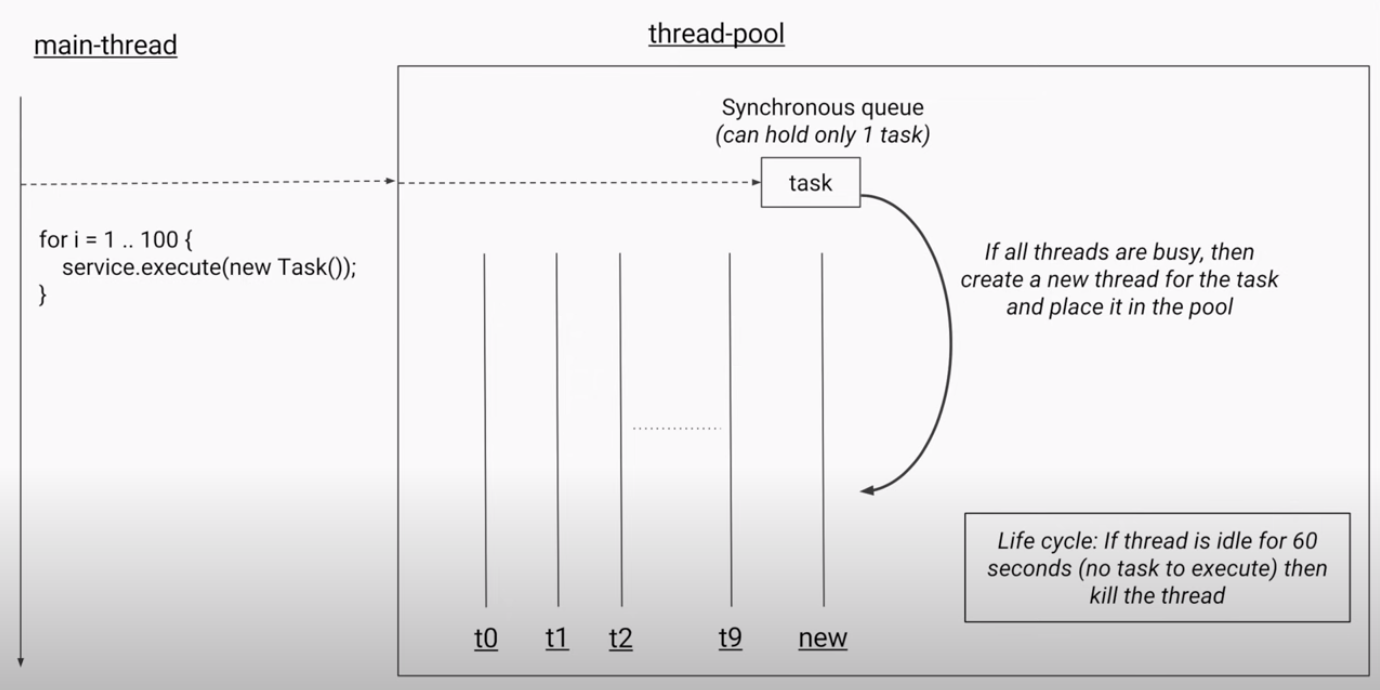 main-thread
thread-pool
Synchronous queue
(can hold only 1 task)
task
for i = 1 .. 100 {
service.execute(new Task());
}
If all threads are busy, then
create a new thread for the task
and place it in the pool
Life cycle: If thread is idle for 60
seconds (no task to execute) then
kill the thread
t0
t1
t2
t9
new